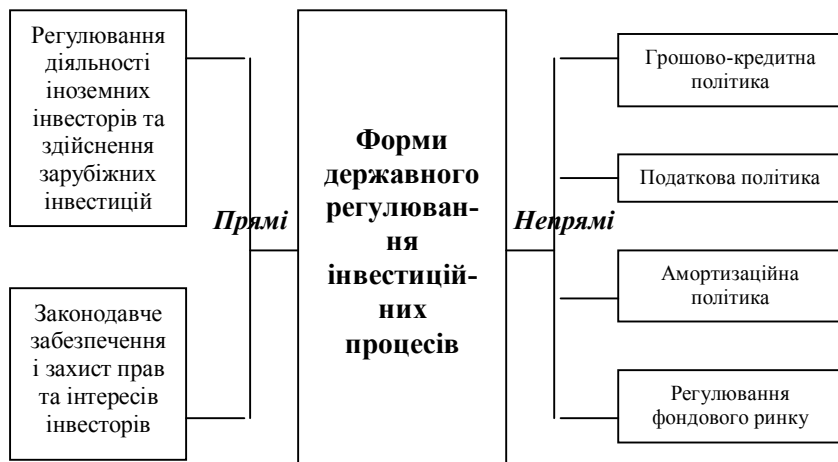 Регулювання
діяльності
іноземних
інвесторів та
здійснення
зарубіжних
інвестицій
Законодавче
забезпечення
і захист прав
та інтересів
інвесторів
Прямі
Форми
державного
регулюван-
ня
інвестицій-
них
процесів
Непрямі
Грошово-кредитна
політика
Податкова політика
Амортизаційна
політика
Регулювання
фондового ринку